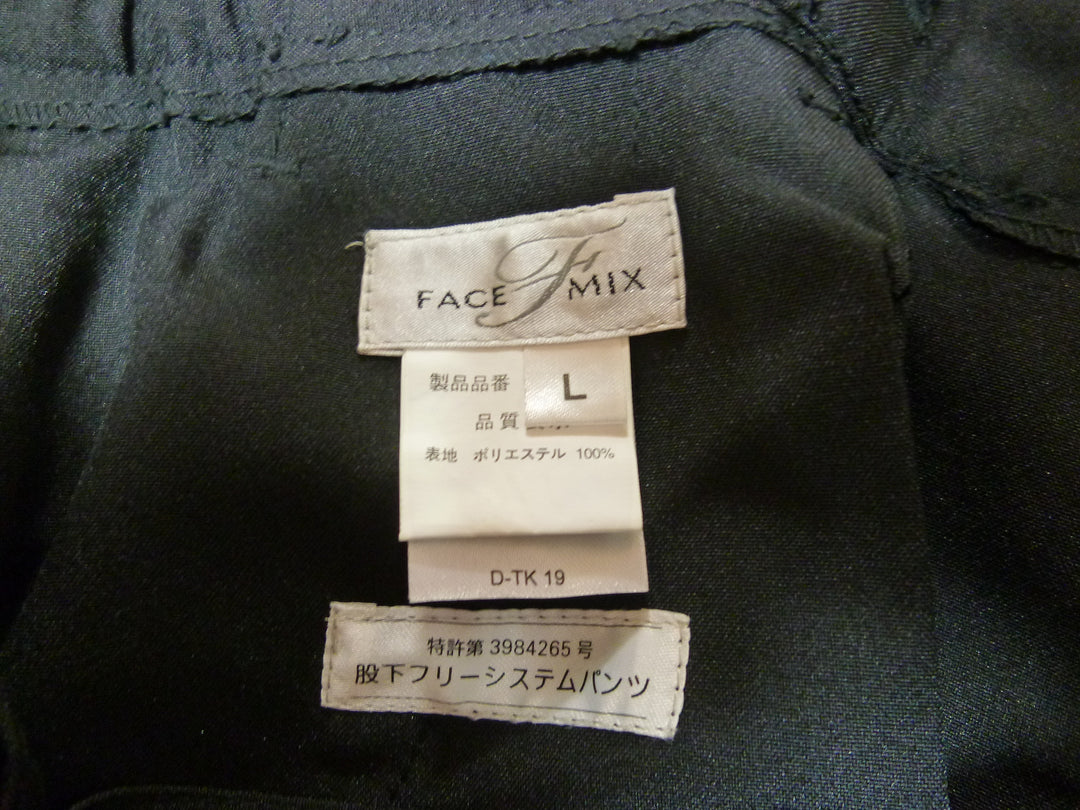 FACE F MIX
製品品番
L
品質
表地 ポリエステル 100%
D-TK 19
特許第 3984265 号
股下フリーシステムパンツ